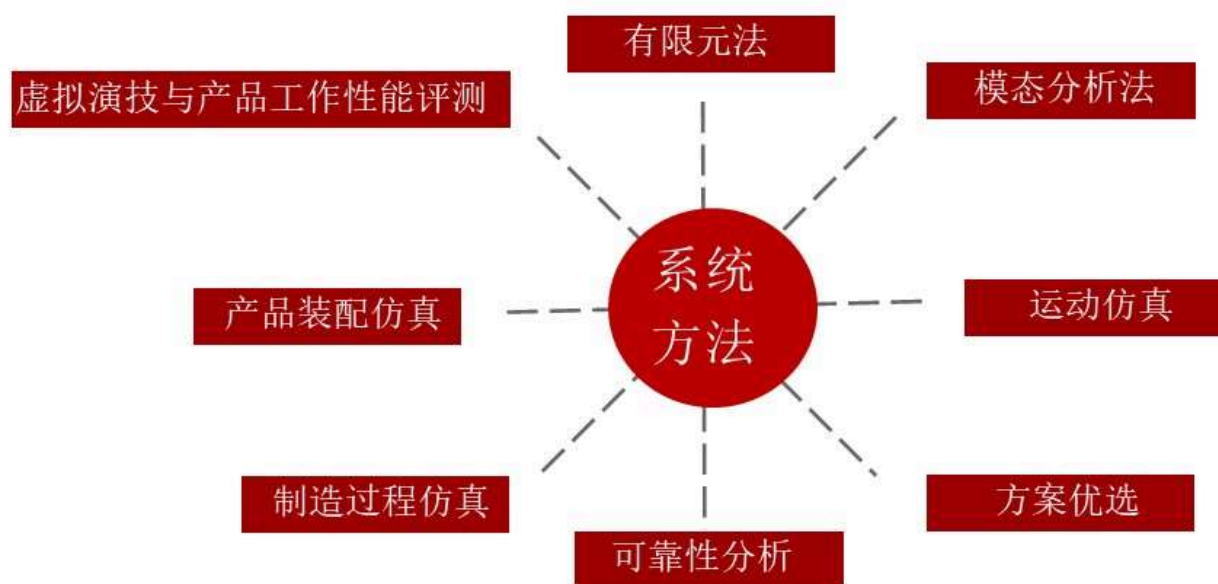 有限元法
虚拟演技与产品工作性能评测
模态分析法
系统
方法
产品装配仿真
运动仿真
制造过程仿真
方案优选
可靠性分析